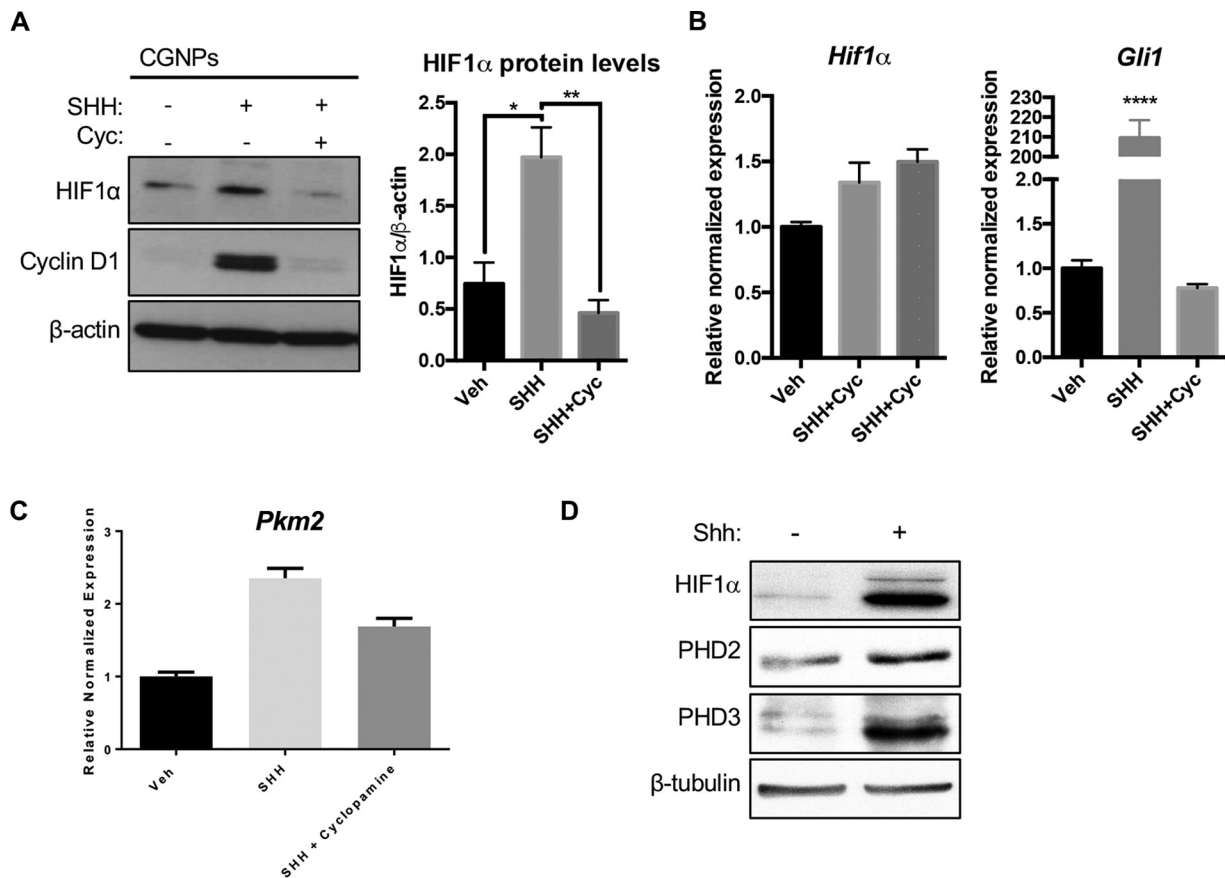 A
CGNPs
SHH: - + +
Cyc: - - +
HIF1α
Cyclin D1
β-actin
HIF1α protein levels
HIF1α/β-actin
2.5
2.0
1.5
1.0
0.5
0.0
* **
Veh SHH SHH+Cyc
B
Hif1α
Relative normalized expression
2.0
1.5
1.0
0.5
0.0
Veh SHH+Cyc SHH+Cyc
Gli1
Relative normalized expression
230
220
210
200
2.0
1.5
1.0
0.5
0.0
****
Veh SHH SHH+Cyc
C
Pkm2
Relative Normalized Expression
3
2
1
0
Veh SHH SHH + Cyclopamine
D
Shh: - +
HIF1α
PHD2
PHD3
β-tubulin